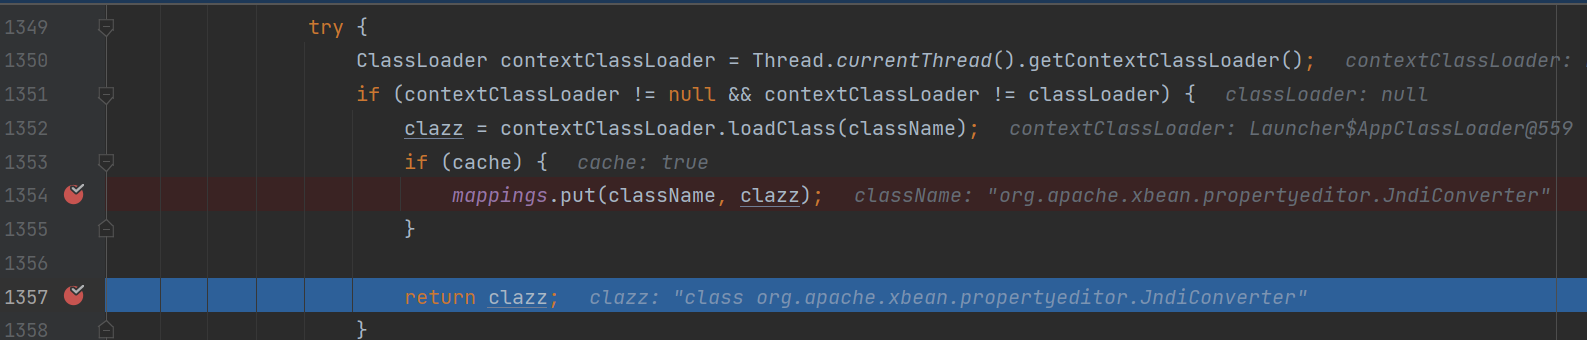 1349 try {
1350 ClassLoader contextClassLoader = Thread.currentThread().getContextClassLoader(); contextClassLoader:
1351 if (contextClassLoader != null && contextClassLoader != classLoader) { classLoader: null
1352 clazz = contextClassLoader.loadClass(className); contextClassLoader: Launcher$AppClassLoader@559
1353 if (cache) { cache: true
1354 mappings.put(className, clazz); className: "org.apache.xbean.propertyeditor.JndiConverter"
1355 }
1356
1357 return clazz; clazz: "class org.apache.xbean.propertyeditor.JndiConverter"
1358 }